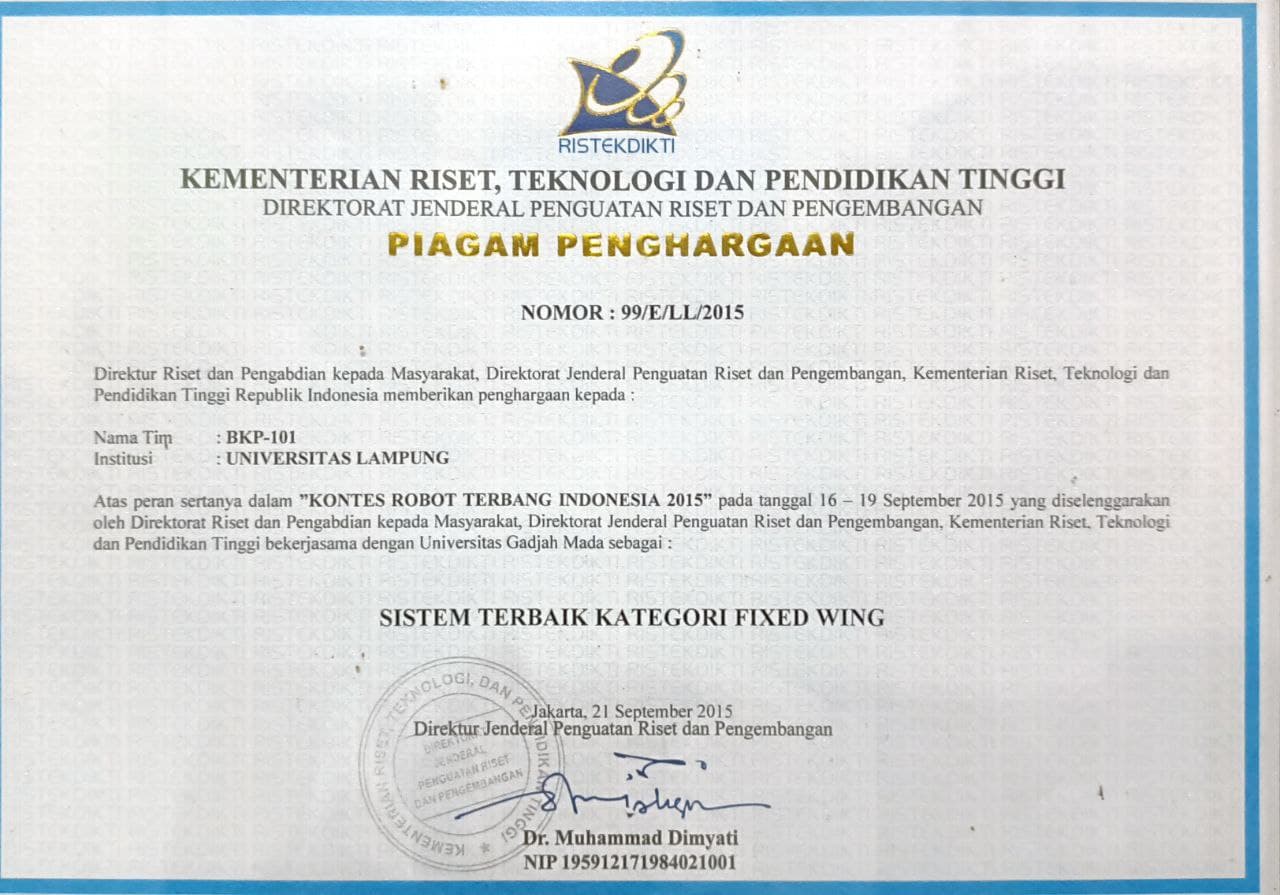 RISTEKDIKTI
KEMENTERIAN RISET, TEKNOLOGI DAN PENDIDIKAN TINGGI
DIREKTORAT JENDERAL PENGUATAN RISET DAN PENGEMBANGAN
PIAGAM PENGHARGAAN
NOMOR : 99/E/LL/2015
Direktur Riset dan Pengabdian kepada Masyarakat, Direktorat Jenderal Penguatan Riset dan Pengembangan, Kementerian Riset, Teknologi dan
Pendidikan Tinggi Republik Indonesia memberikan penghargaan kepada :
Nama Tim : BKP-101
Institusi : UNIVERSITAS LAMPUNG
Atas peran sertanya dalam ”KONTES ROBOT TERBANG INDONESIA 2015” pada tanggal 16 – 19 September 2015 yang diselenggarakan
oleh Direktorat Riset dan Pengabdian kepada Masyarakat, Direktorat Jenderal Penguatan Riset dan Pengembangan, Kementerian Riset, Teknologi
dan Pendidikan Tinggi bekerjasama dengan Universitas Gadjah Mada sebagai :
SISTEM TERBAIK KATEGORI FIXED WING
Jakarta, 21 September 2015
Direktur Jenderal Penguatan Riset dan Pengembangan
KEMENTERIAN RISET, TEKNOLOGI, DAN PENDIDIKAN TINGGI
DIREKTORAT
JENDERAL
PENGUATAN RISET
DAN PENGEMBANGAN
Dr. Muhammad Dimyati
NIP 195912171984021001